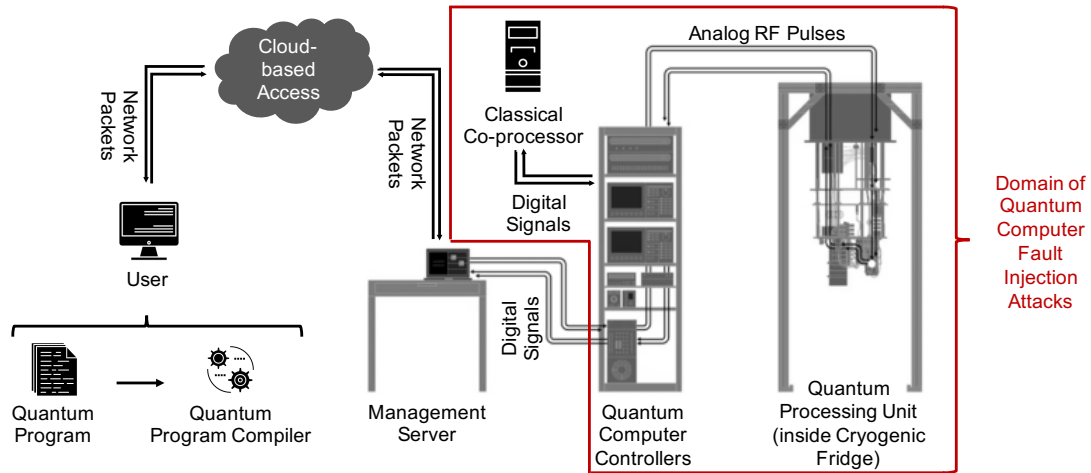 Cloud-
based
Access
Network
Packets
Network
Packets
User
Quantum
Program
Quantum
Program Compiler
Management
Server
Digital
Signals
Classical
Co-processor
Digital
Signals
Analog RF Pulses
Quantum
Computer
Controllers
Quantum
Processing Unit
(inside Cryogenic
Fridge)
Domain of
Quantum
Computer
Fault
Injection
Attacks